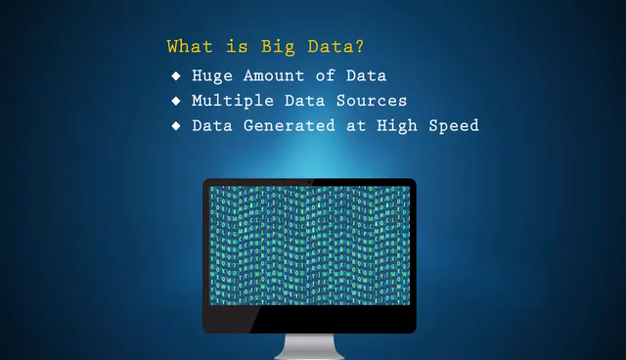 What is Big Data?
◆ Huge Amount of Data
◆ Multiple Data Sources
◆ Data Generated at High Speed